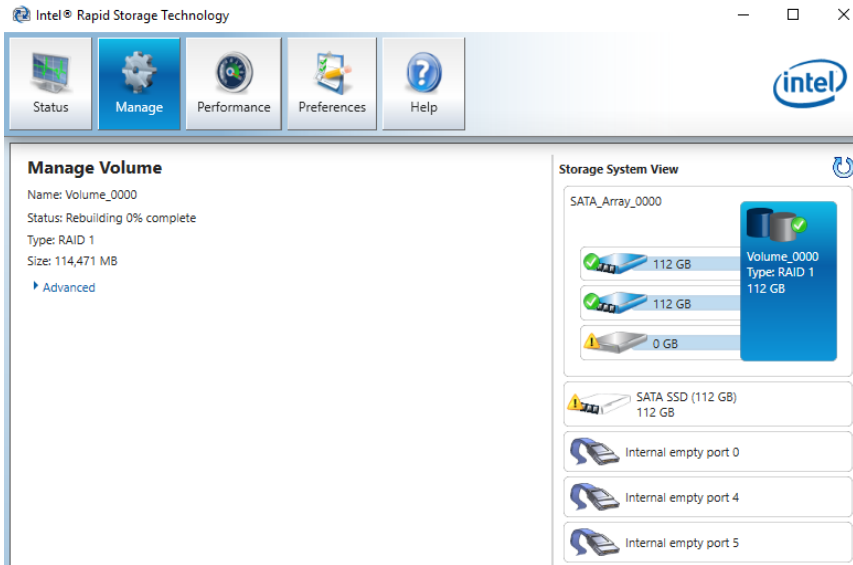 Intel® Rapid Storage Technology
Status
Manage
Performance
Preferences
Help
intel
Manage Volume
Name: Volume_0000
Status: Rebuilding 0% complete
Type: RAID 1
Size: 114,471 MB
Advanced
Storage System View
SATA_Array_0000
112 GB
112 GB
0 GB
Volume_0000
Type: RAID 1
112 GB
SATA SSD (112 GB)
112 GB
Internal empty port 0
Internal empty port 4
Internal empty port 5